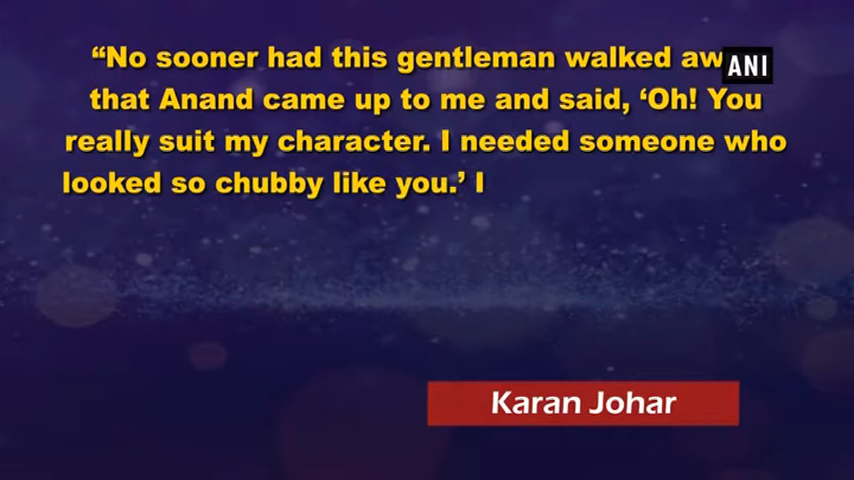 “No sooner had this gentleman walked
ANI
that Anand came up to me and said, ‘Oh! You
really suit my character. I needed someone who
looked so chubby like you.’ I
Karan Johar